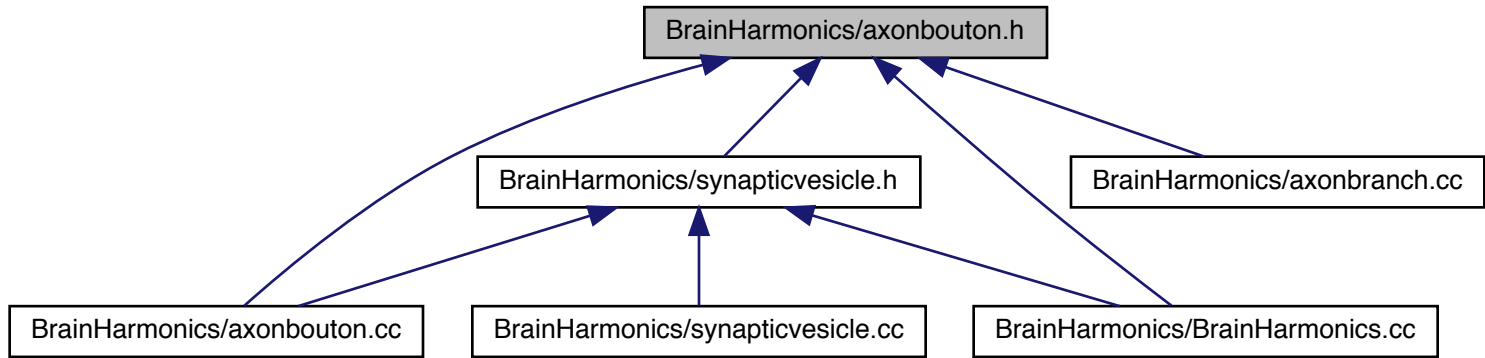 BrainHarmonics/axonbouton.h
BrainHarmonics/synapticvesicle.h
BrainHarmonics/axonbranch.cc
BrainHarmonics/axonbouton.cc
BrainHarmonics/synapticvesicle.cc
BrainHarmonics/BrainHarmonics.cc